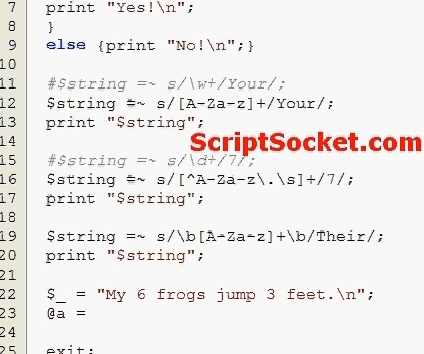 7 print "Yes!\n";
8 }
9 else {print "No!\n";}
10
11 #$string =~ s/\w+/Your/;
12 $string =~ s/[A-Za-z]+/Your/;
13 print "$string";
14
ScriptSocket.com
15 #$string =~ s/\d+/7/;
16 $string =~ s/[^A-Za-z\.\s]+/7/;
17 print "$string";
18
19 $string =~ s/\b[A-Za-z]+\b/Their/;
20 print "$string";
21
22 $_ = "My 6 frogs jump 3 feet.\n";
23 @a =
24
25 exit;